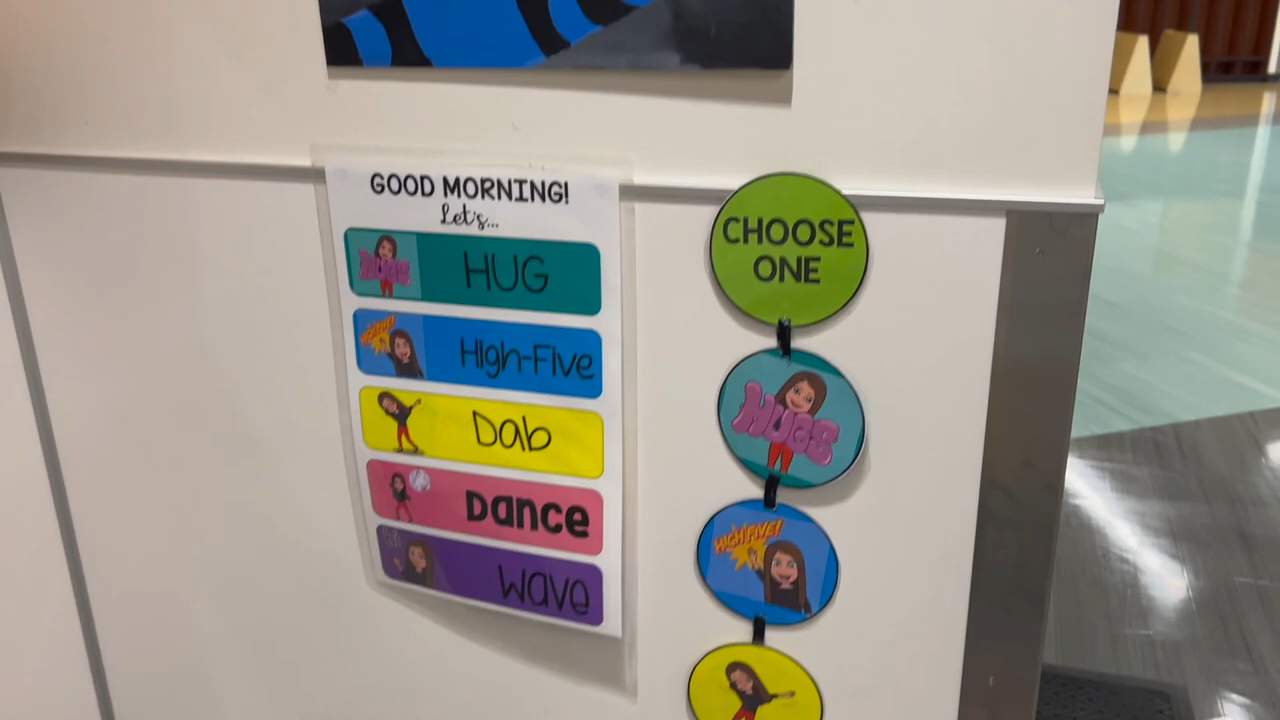 GOOD MORNING!
Let's...
HUGS
HUG
HIGH FIVE!
High-Five
Dab
Dance
Wave
CHOOSE
ONE
HUGS
HIGH FIVE!